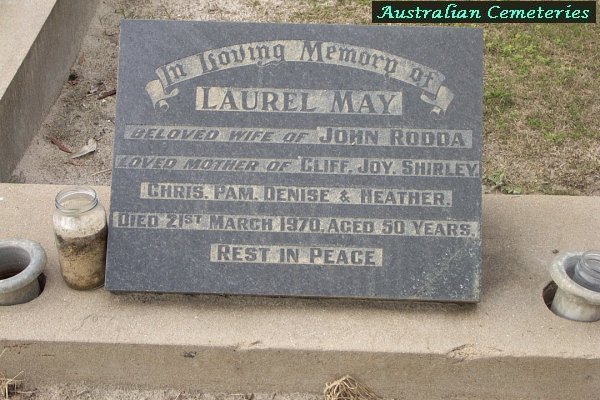 Australian Cemeteries
In Loving Memory of
LAUREL MAY
BELOVED WIFE OF JOHN RODDA
LOVED MOTHER OF CLIFF, JOY, SHIRLEY
CHRIS, PAM, DENISE & HEATHER.
DIED 21ST MARCH 1970, AGED 50 YEARS.
REST IN PEACE